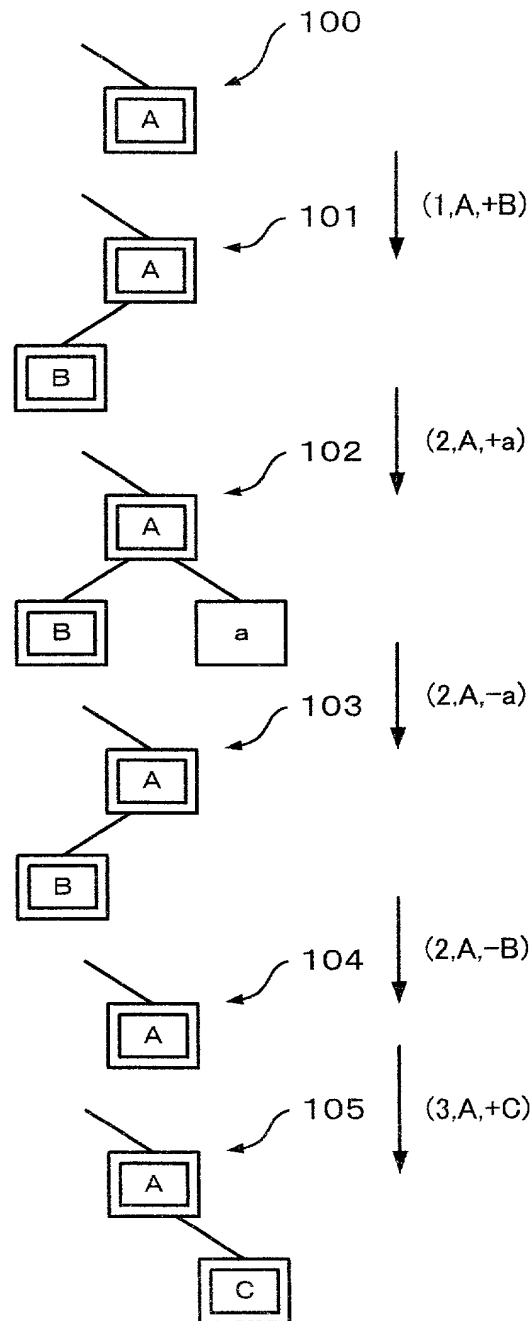 100
A
(1,A,+B)
101
A
B
(2,A,+a)
102
A
B a
(2,A,-a)
103
A
B
(2,A,-B)
104
A
(3,A,+C)
105
A
C